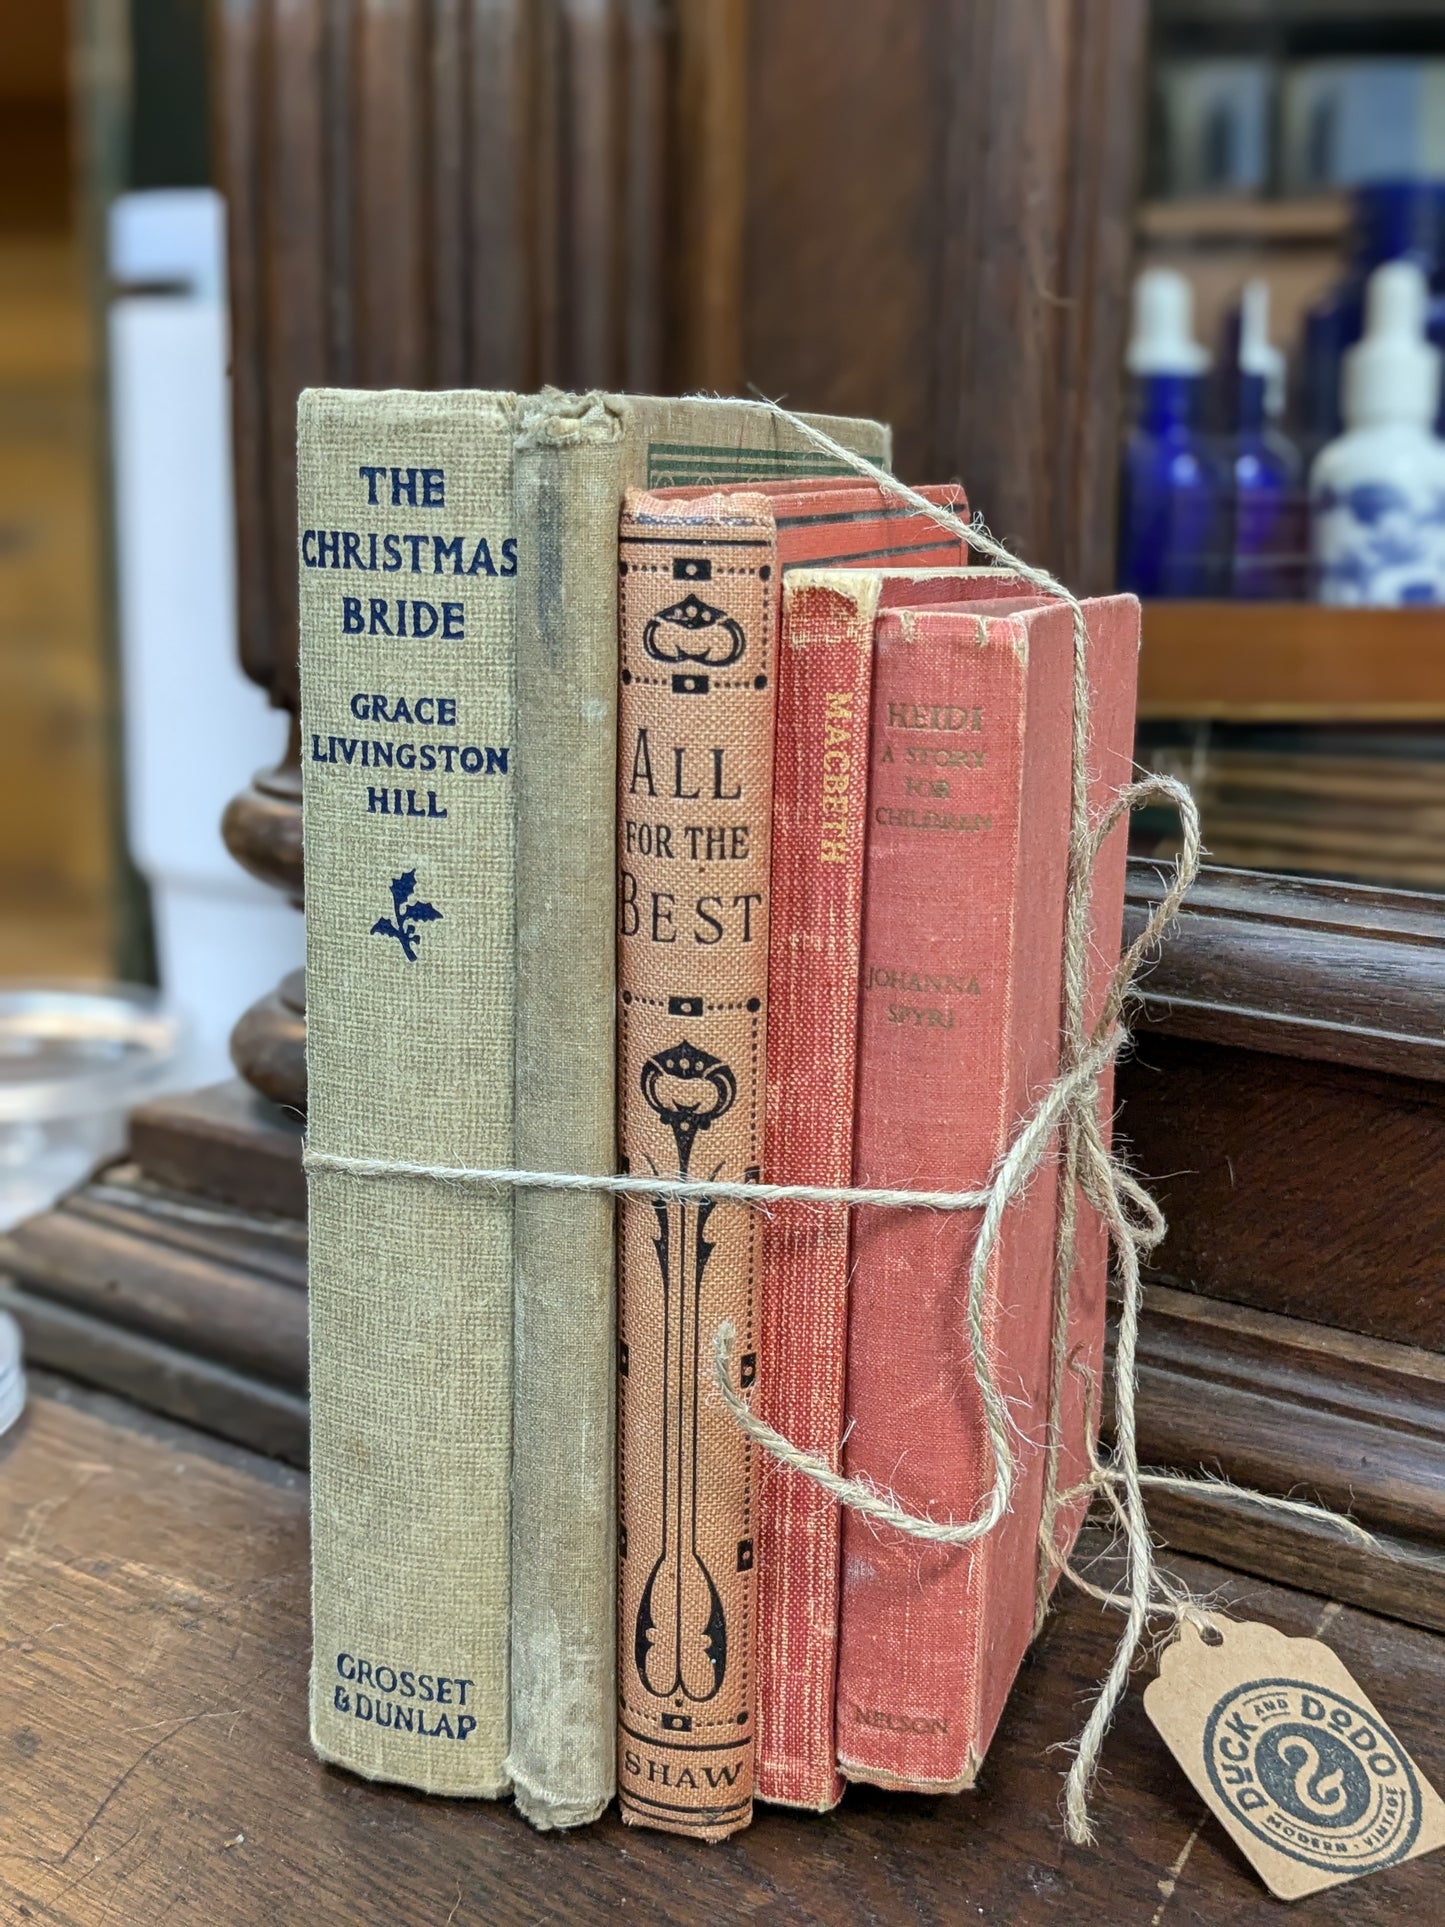 THE
CHRISTMAS
BRIDE
GRACE
LIVINGSTON
HILL
GROSSET
& DUNLAP
ALL
FOR THE
BEST
SHAW
MACBETH
HEIDI
A STORY
FOR
CHILDREN
JOHANNA
SPYRI
NELSON
DUCK AND DODO
&
MODERN · VINTAGE